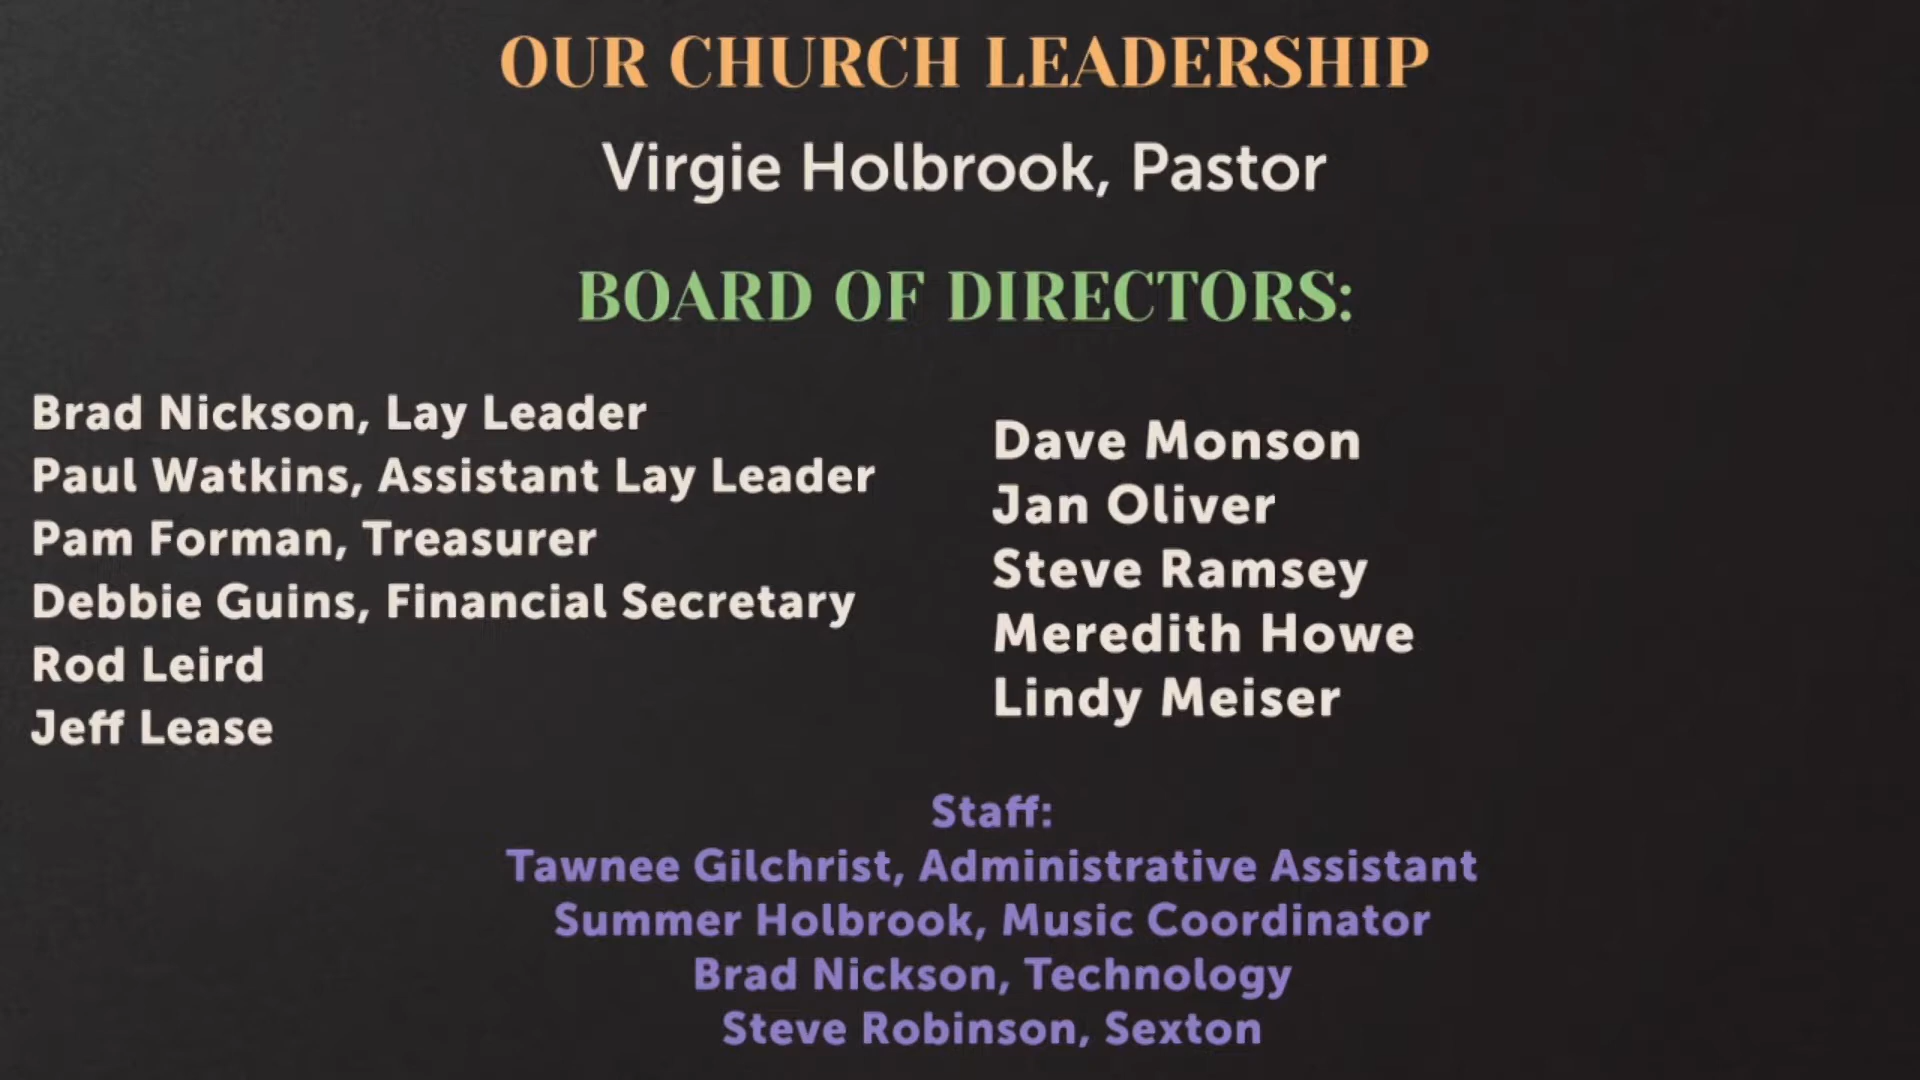 OUR CHURCH LEADERSHIP
Virgie Holbrook, Pastor
BOARD OF DIRECTORS:
Brad Nickson, Lay Leader
Paul Watkins, Assistant Lay Leader
Pam Forman, Treasurer
Debbie Guins, Financial Secretary
Rod Leird
Jeff Lease
Dave Monson
Jan Oliver
Steve Ramsey
Meredith Howe
Lindy Meiser
Staff:
Tawnee Gilchrist, Administrative Assistant
Summer Holbrook, Music Coordinator
Brad Nickson, Technology
Steve Robinson, Sexton